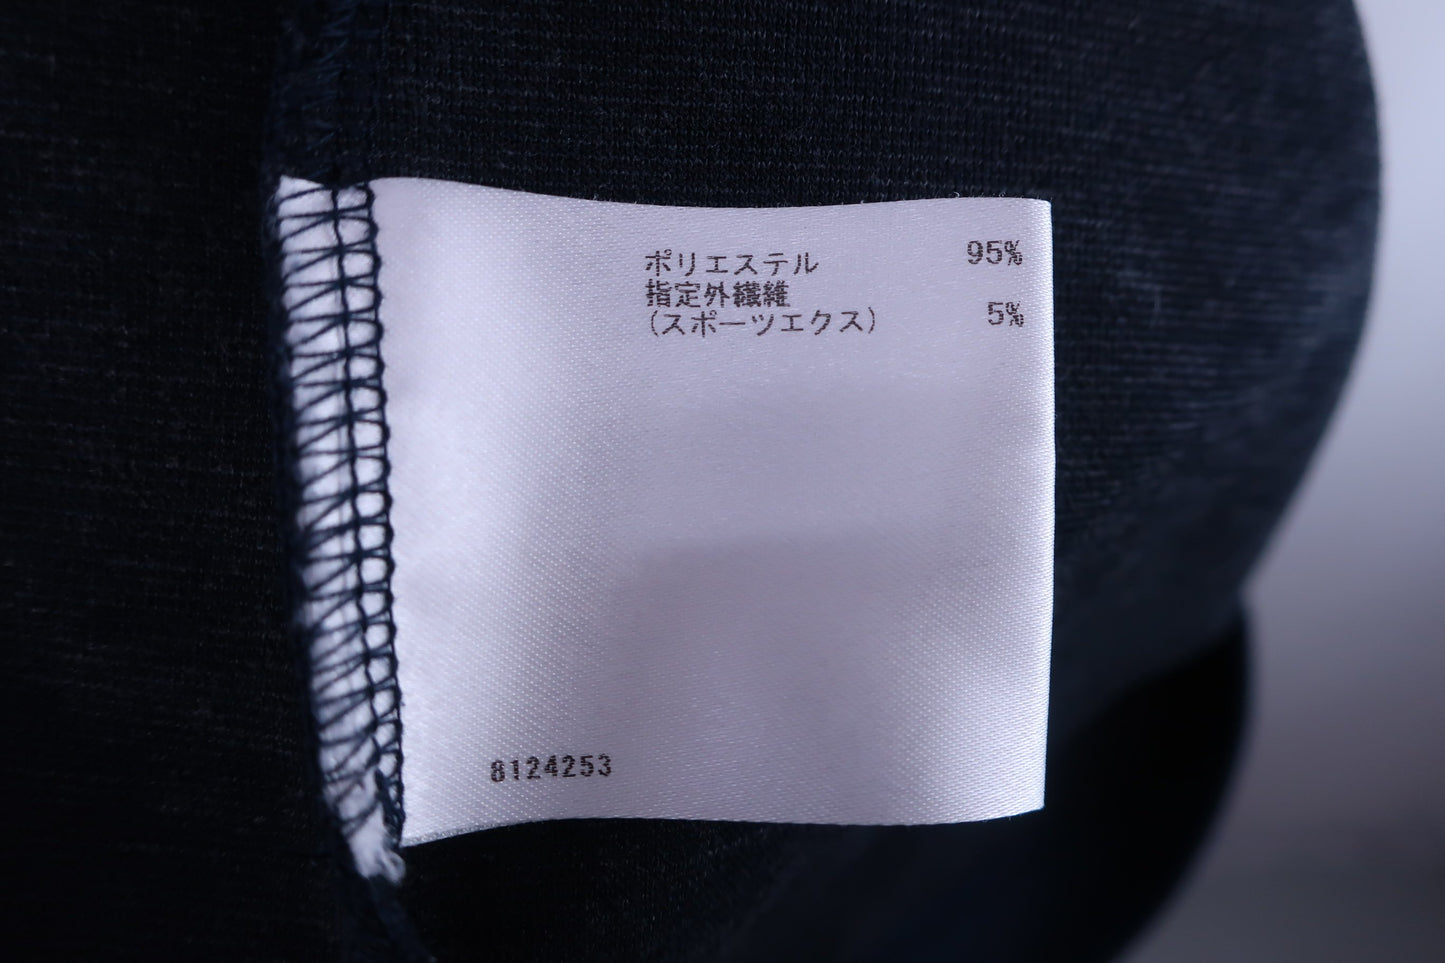 ポリエステル 95%
指定外繊維
(スポーツエクス) 5%
8124253